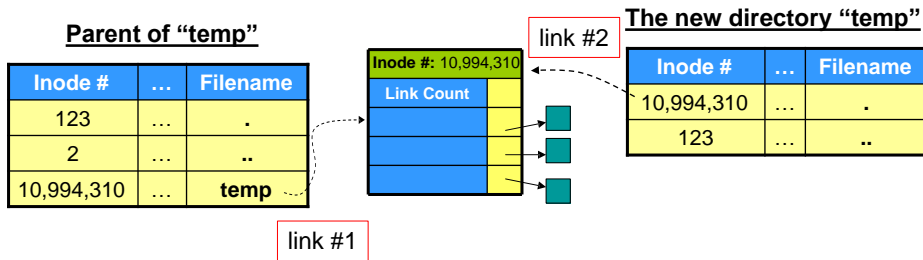 Parent of “temp”
Inode # … Filename
123 … .
2 … ..
10,994,310 … temp
link #1
Inode #: 10,994,310
Link Count
link #2
The new directory “temp”
Inode # … Filename
10,994,310 … .
123 … ..